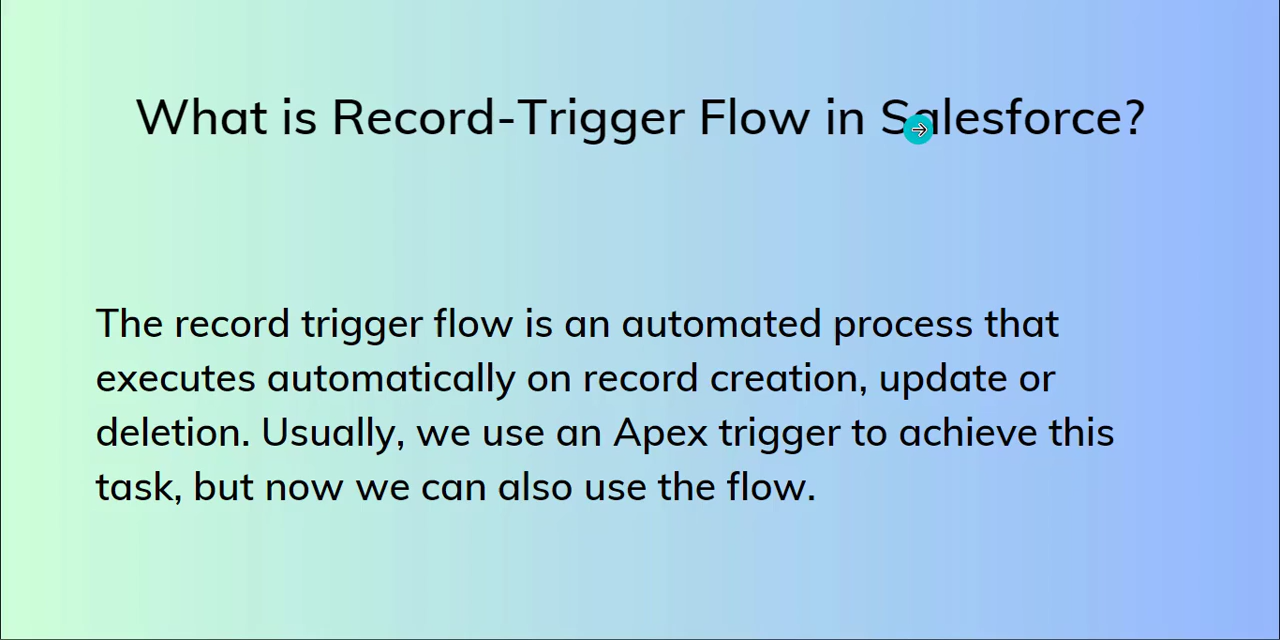 What is Record-Trigger Flow in Salesforce?
The record trigger flow is an automated process that
executes automatically on record creation, update or
deletion. Usually, we use an Apex trigger to achieve this
task, but now we can also use the flow.